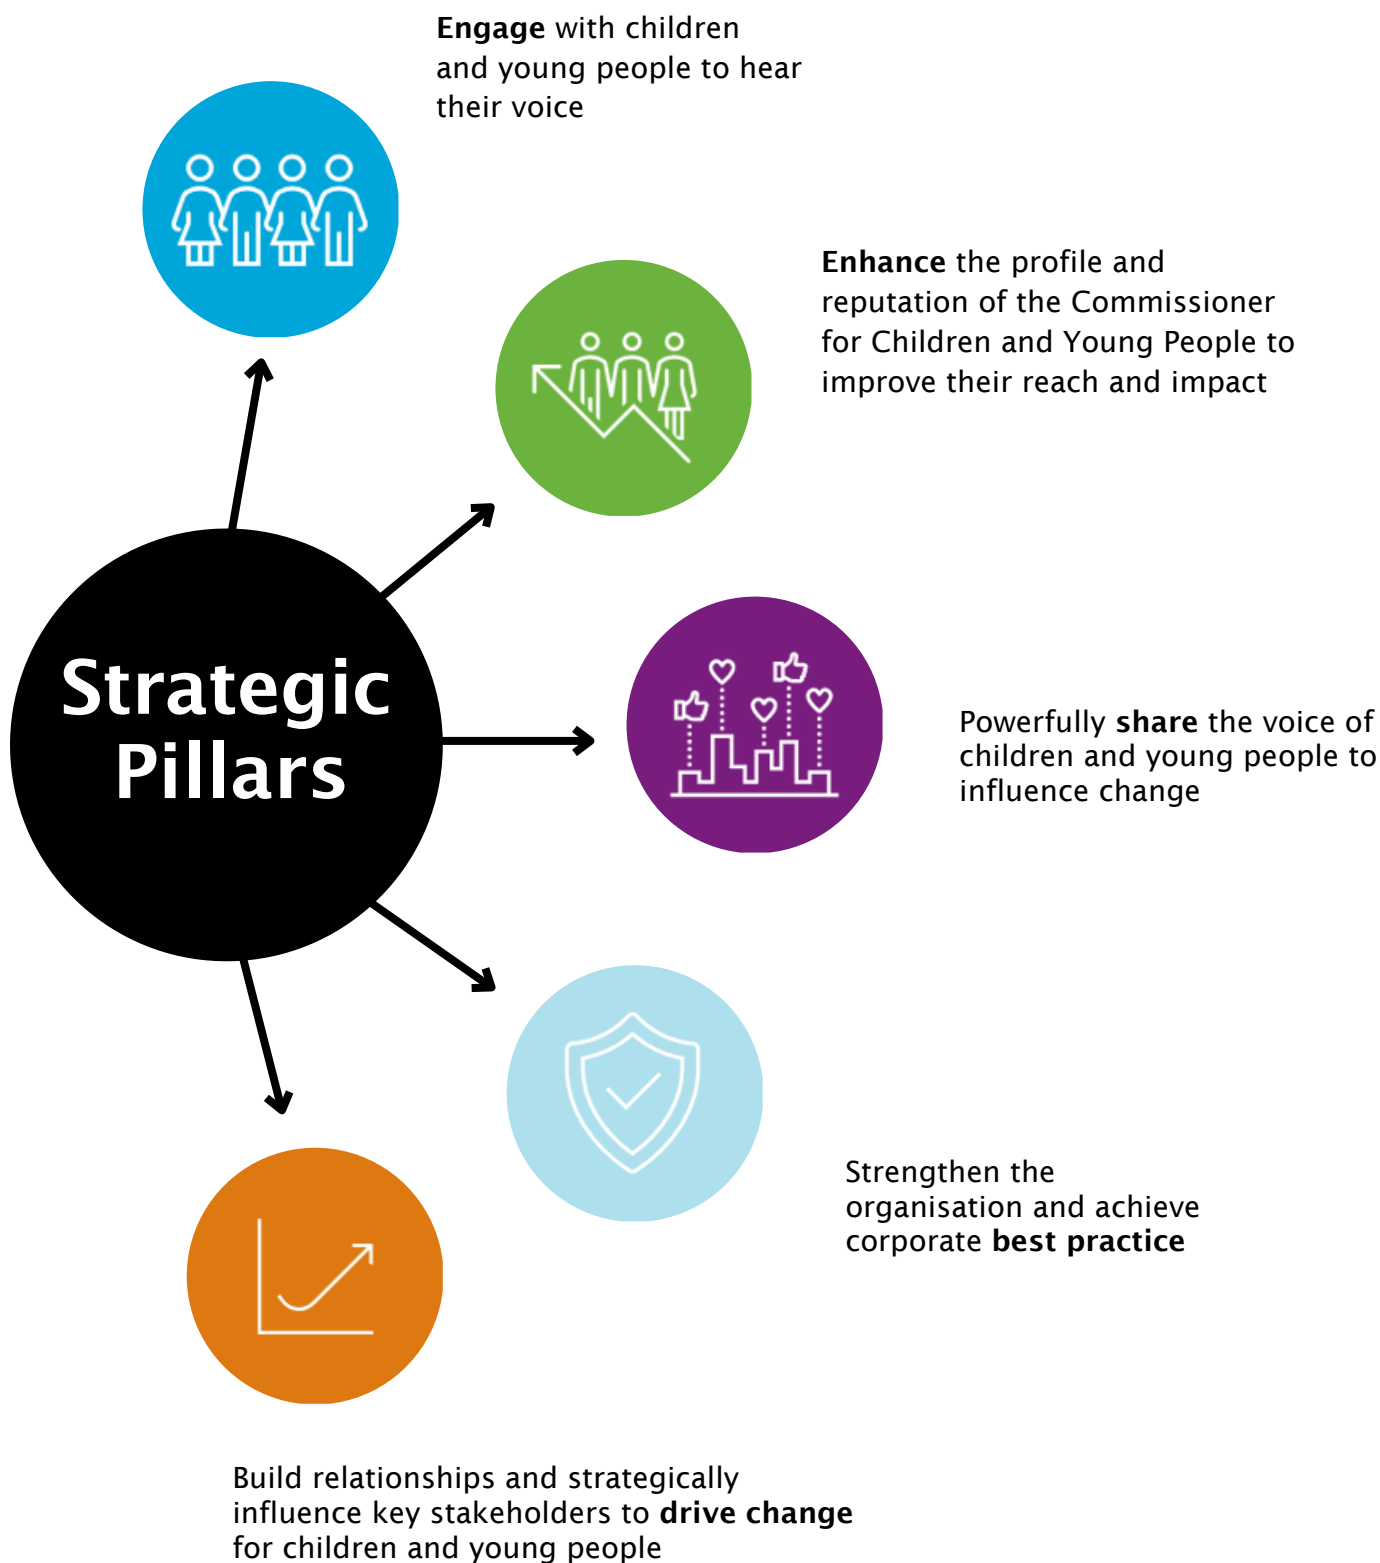 Engage with children
and young people to hear
their voice
Enhance the profile and
reputation of the Commissioner
for Children and Young People to
improve their reach and impact
Strategic
Pillars
Powerfully share the voice of
children and young people to
influence change
Strengthen the
organisation and achieve
corporate best practice
Build relationships and strategically
influence key stakeholders to drive change
for children and young people